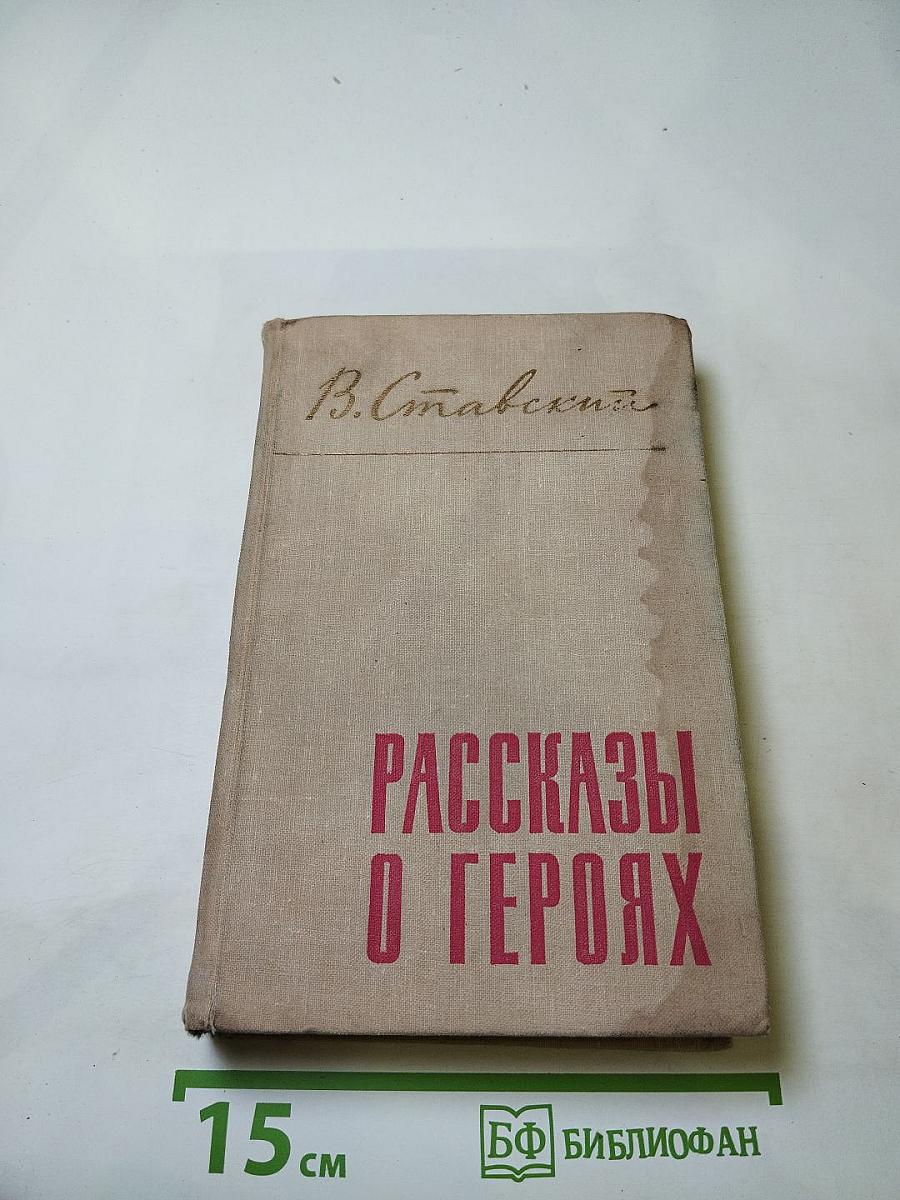 В. Ставский
РАССКАЗЫ
О ГЕРОЯХ
15 см
БФ БИБЛИОФАН